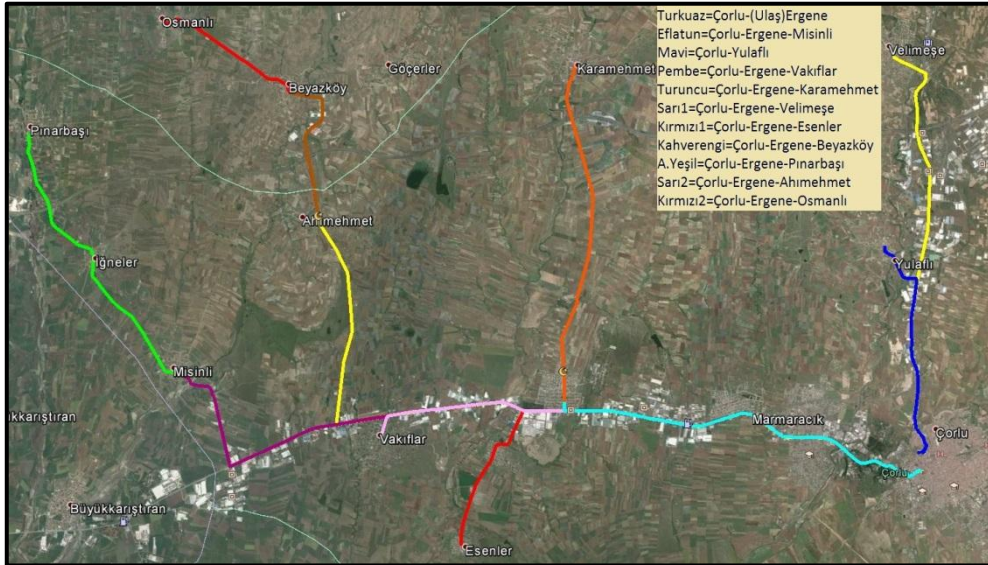 Turkuaz=Çorlu-(Ulaş)Ergene
Eflatun=Çorlu-Ergene-Misinli
Mavi=Çorlu-Yulaflı
Pembe=Çorlu-Ergene-Vakıflar
Turuncu=Çorlu-Ergene-Karamehmet
Sarı1=Çorlu-Ergene-Velimeşe
Kırmızı1=Çorlu-Ergene-Esenler
Kahverengi=Çorlu-Ergene-Beyazköy
A.Yeşil=Çorlu-Ergene-Pınarbaşı
Sarı2=Çorlu-Ergene-Ahımehmet
Kırmızı2=Çorlu-Ergene-Osmanlı
Osmanlı
Velimeşe
Göçerler
Karamehmet
Beyazköy
Pınarbaşı
Ahımehmet
İğneler
Yulaflı
Misinli
ükkarıştıran
Marmaracık
Vakıflar
Çorlu
Çorlu
Büyükkarıştıran
Esenler